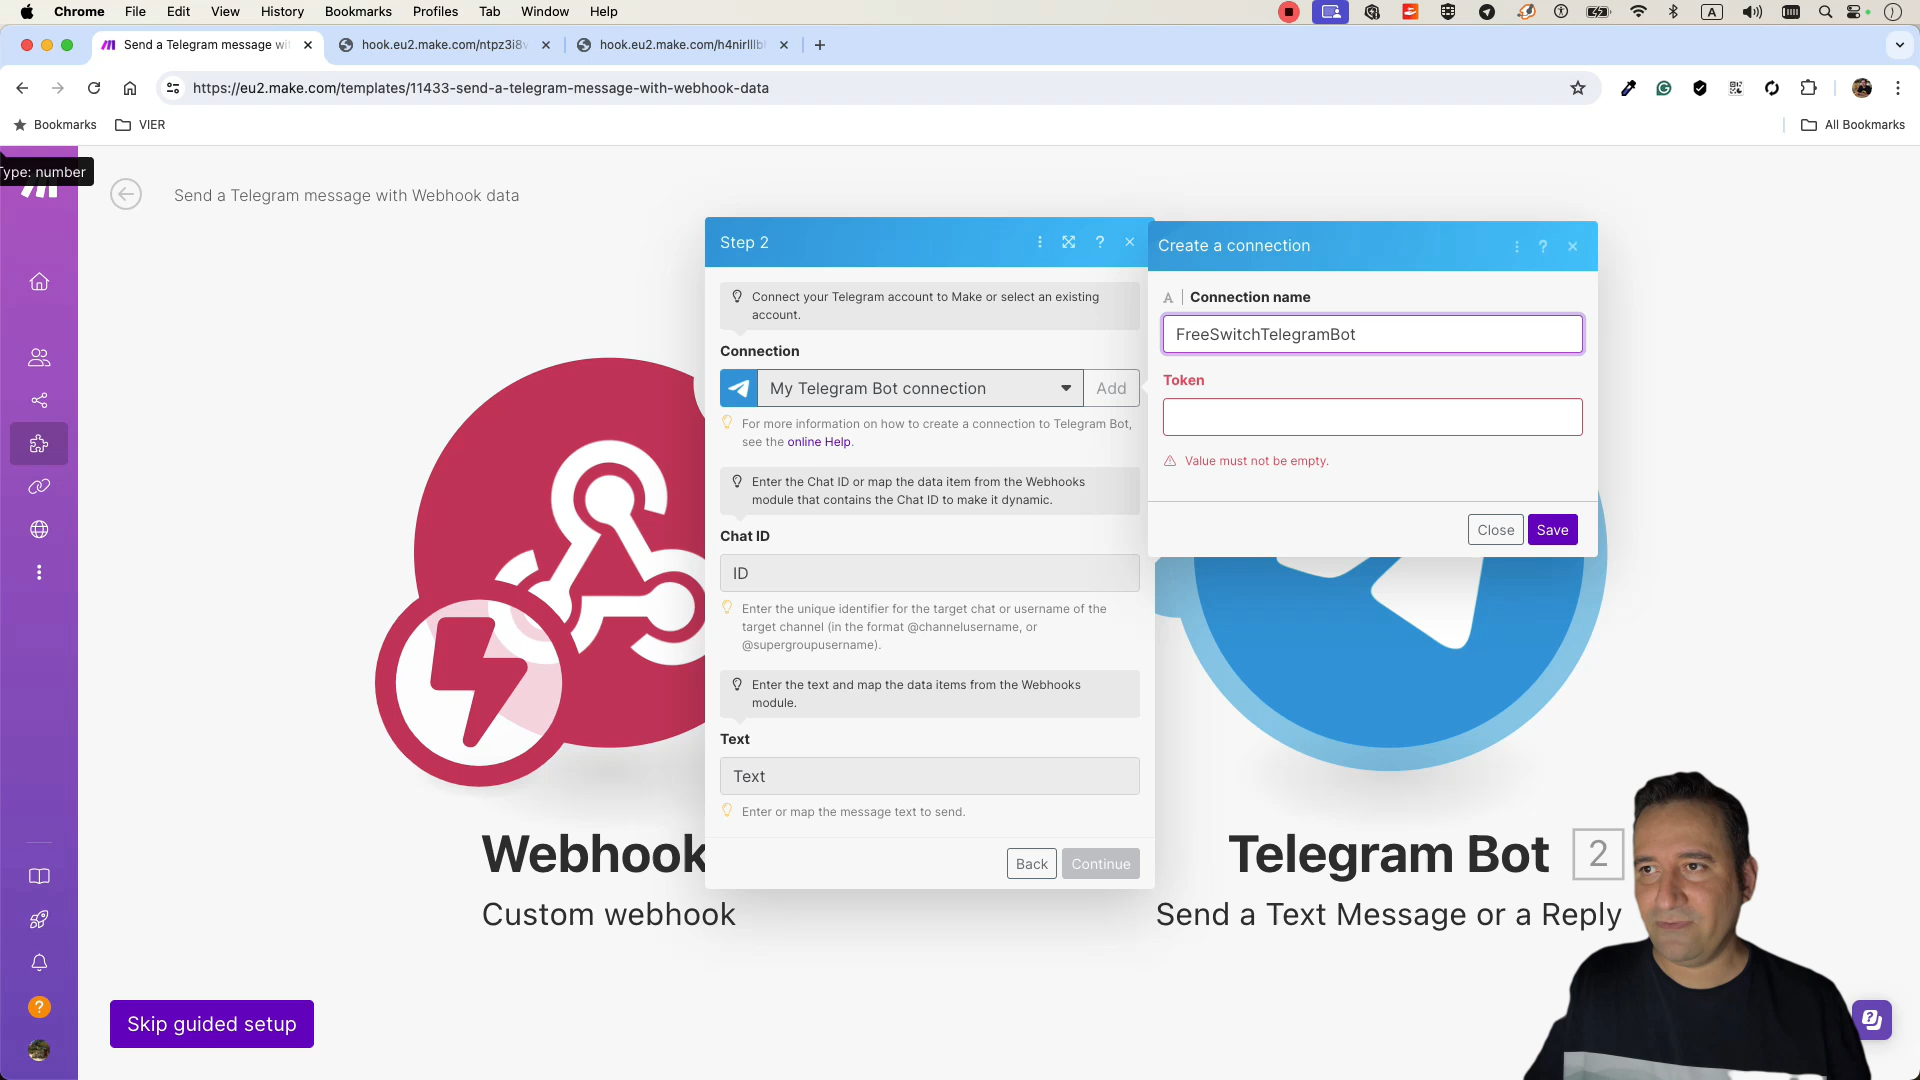 Chrome File Edit View History Bookmarks Profiles Tab Window Help
Send a Telegram message wi
hook.eu2.make.com/ntpz3i8
hook.eu2.make.com/h4nirlllb
https://eu2.make.com/templates/11433-send-a-telegram-message-with-webhook-data
Bookmarks VIER All Bookmarks
Type: number
Send a Telegram message with Webhook data
Step 2
Connect your Telegram account to Make or select an existing
account.
Connection
My Telegram Bot connection Add
For more information on how to create a connection to Telegram Bot,
see the online Help.
Enter the Chat ID or map the data item from the Webhooks
module that contains the Chat ID to make it dynamic.
Chat ID
ID
Enter the unique identifier for the target chat or username of the
target channel (in the format @channelusername, or
@supergroupusername).
Enter the text and map the data items from the Webhooks
module.
Text
Text
Enter or map the message text to send.
Back Continue
Create a connection
A Connection name
FreeSwitchTelegramBot
Token
Value must not be empty.
Close Save
Webhook
Custom webhook
Telegram Bot 2
Send a Text Message or a Reply
Skip guided setup